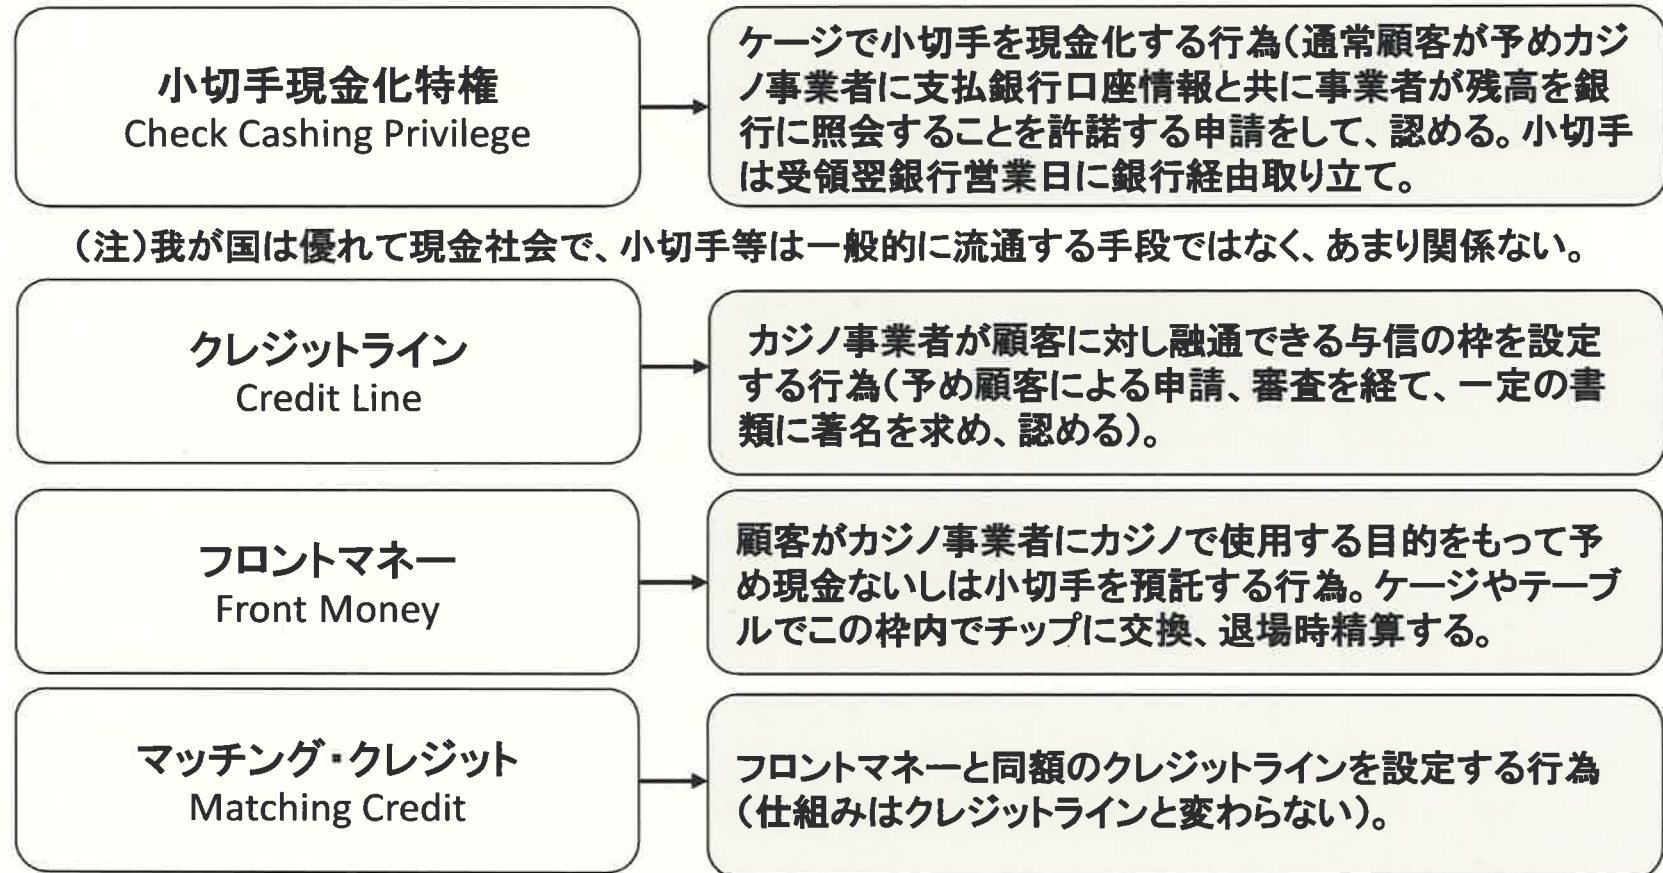 小切手現金化特権
Check Cashing Privilege
ケージで小切手を現金化する行為(通常顧客が予めカジ
ノ事業者に支払銀行口座情報と共に事業者が残高を銀
行に照会することを許諾する申請をして、認める。小切手
は受領翌銀行営業日に銀行経由取り立て。
(注)我が国は優れて現金社会で、小切手等は一般的に流通する手段ではなく、あまり関係ない。
クレジットライン
Credit Line
カジノ事業者が顧客に対し融通できる与信の枠を設定
する行為(予め顧客による申請、審査を経て、一定の書
類に著名を求め、認める)。
フロントマネー
Front Money
顧客がカジノ事業者にカジノで使用する目的をもって予
め現金ないしは小切手を預託する行為。ケージやテーブ
ルでこの枠内でチップに交換、退場時精算する。
マッチング・クレジット
Matching Credit
フロントマネーと同額のクレジットラインを設定する行為
(仕組みはクレジットラインと変わらない)。